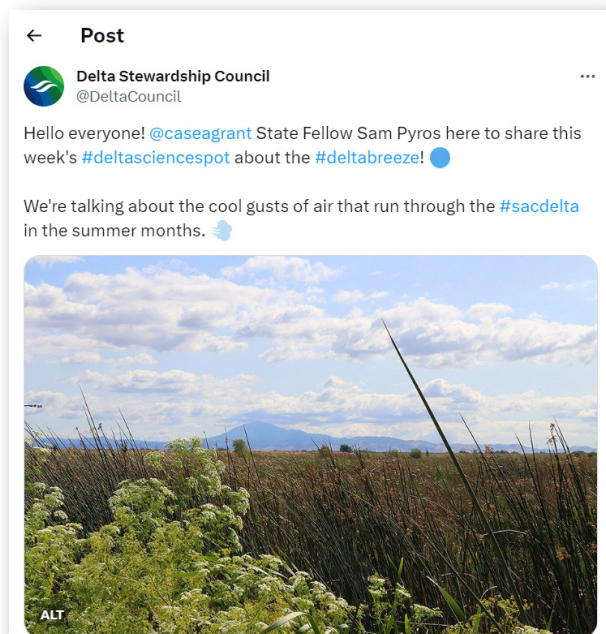 Post
Delta Stewardship Council
@DeltaCouncil
Hello everyone! @caseagrant State Fellow Sam Pyros here to share this
week's #deltasciencespot about the #deltabreeze! 🔵
We're talking about the cool gusts of air that run through the #sacdelta
in the summer months. 💨
ALT